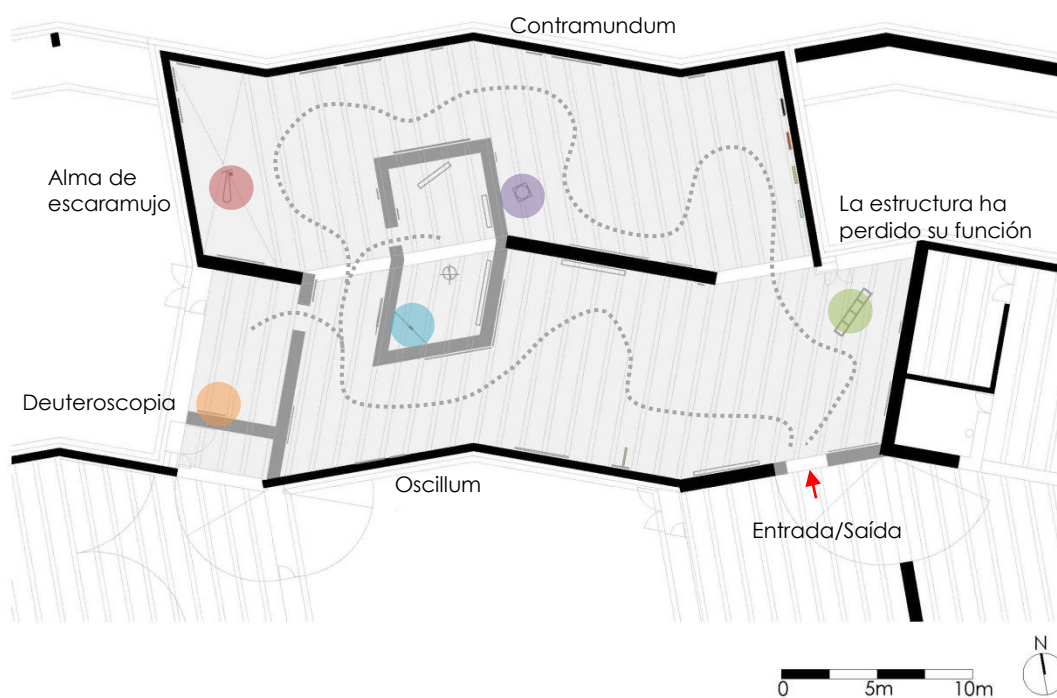 Contramundum
Alma de
escaramujo
La estructura ha
perdido su función
Deuteroscopia
Oscillum
Entrada/Saída
N
0 5m 10m